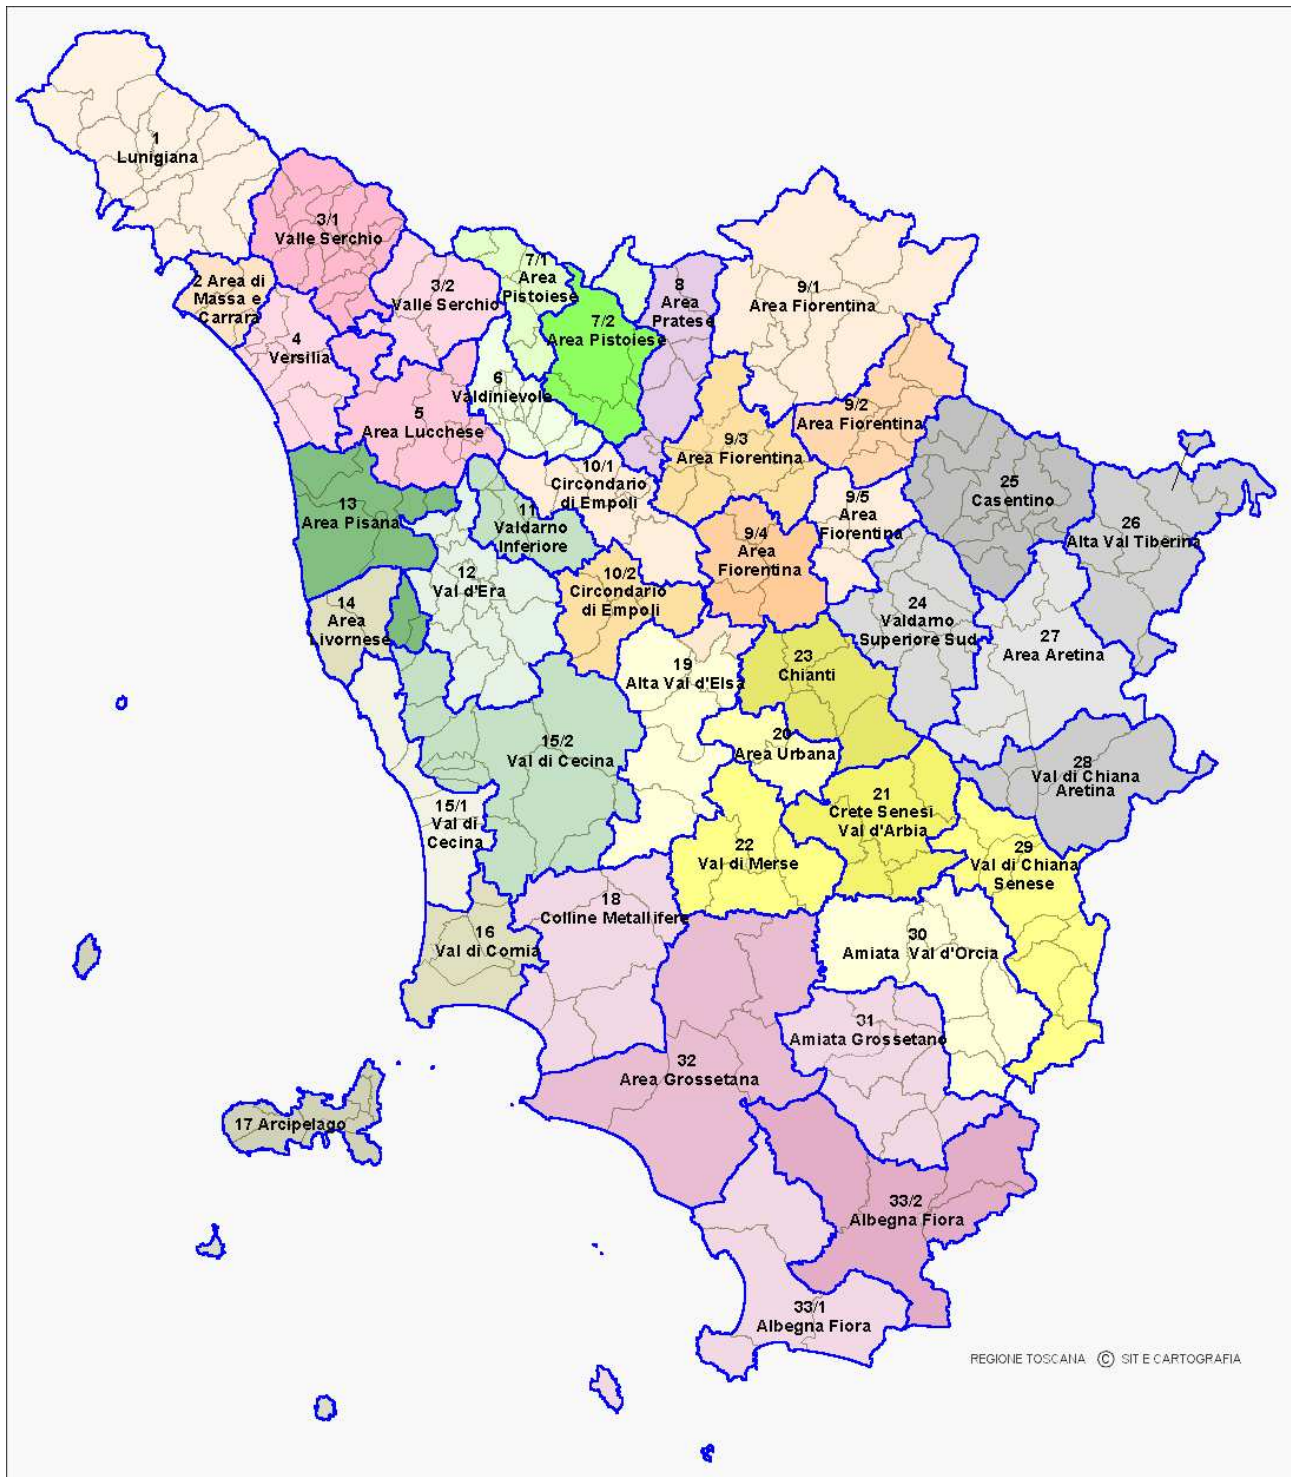 1
Lunigiana
3/1
Valle Serchio
2 Area di
Massa e
Carrara
3/2
Valle Serchio
7/1
Area
Pistoiese
7/2
Area Pistoiese
8
Area
Pratese
9/1
Area Fiorentina
4
Versilia
5
Area Lucchese
6
Valdinievole
9/2
Area Fiorentina
9/3
Area Fiorentina
10/1
Circondario
di Empoli
9/5
Area
Fiorentina
25
Casentino
26
Alta Val Tiberina
13
Area Pisana
11
Valdarno
Inferiore
9/4
Area
Fiorentina
12
Val d'Era
10/2
Circondario
di Empoli
14
Area
Livornese
24
Valdarno
Superiore Sud
27
Area Aretina
19
Alta Val d'Elsa
23
Chianti
15/2
Val di Cecina
20
Area Urbana
28
Val di Chiana
Aretina
15/1
Val di
Cecina
21
Crete Senesi
Val d'Arbia
22
Val di Merse
29
Val di Chiana
Senese
18
Colline Metallifere
16
Val di Cornia
30
Amiata Val d'Orcia
31
Amiata Grossetano
32
Area Grossetana
17 Arcipelago
33/2
Albegna Fiora
33/1
Albegna Fiora
REGIONE TOSCANA © SIT E CARTOGRAFIA